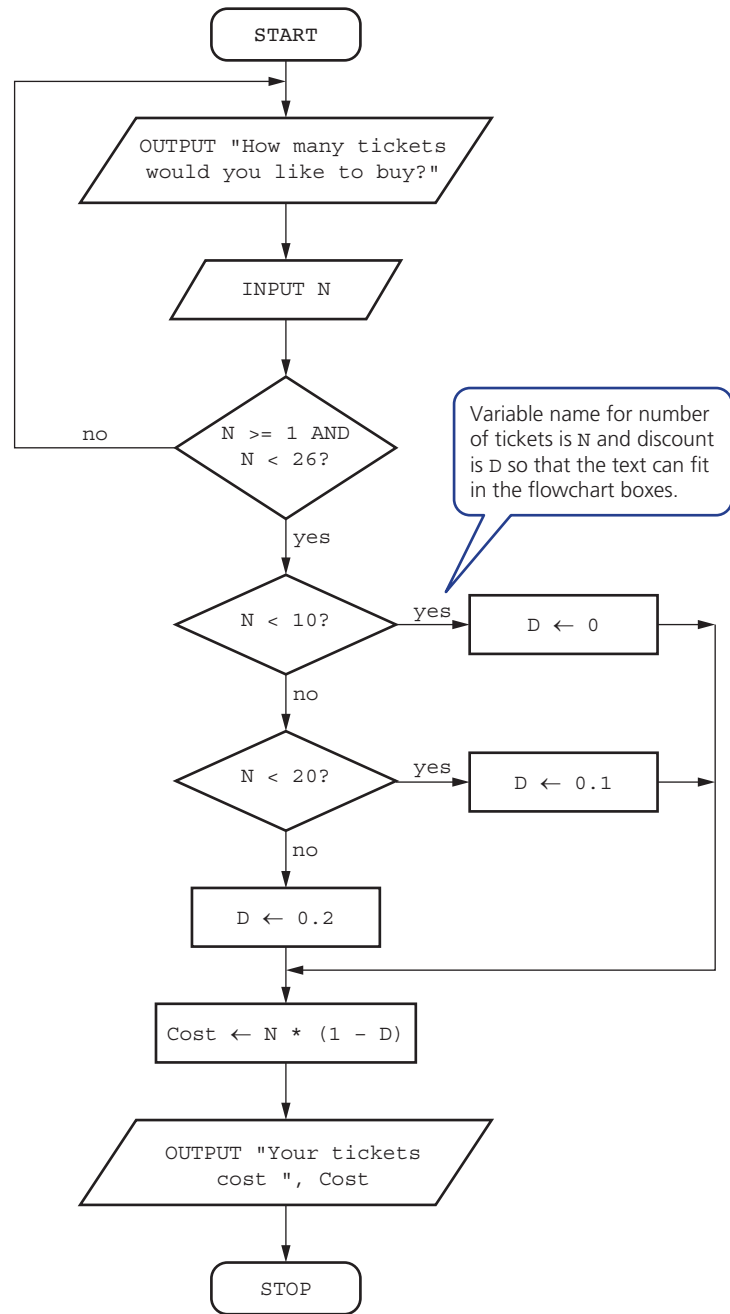 START
OUTPUT "How many tickets
would you like to buy?"
INPUT N
N >= 1 AND
N < 26?
no
yes
Variable name for number
of tickets is N and discount
is D so that the text can fit
in the flowchart boxes.
N < 10?
yes
D ← 0
no
N < 20?
yes
D ← 0.1
no
D ← 0.2
Cost ← N * (1 – D)
OUTPUT "Your tickets
cost ", Cost
STOP